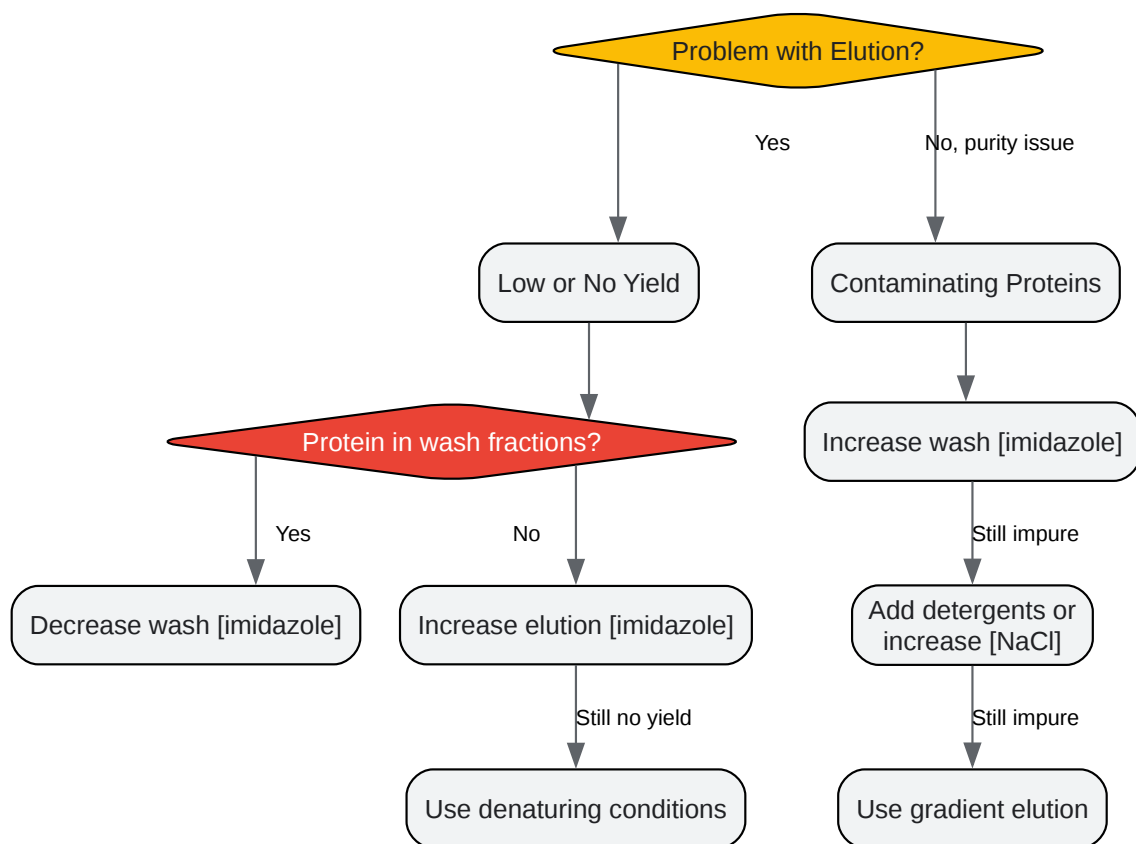 Problem with Elution?
Yes
No, purity issue
Low or No Yield
Contaminating Proteins
Protein in wash fractions?
Increase wash [imidazole]
Yes
No
Still impure
Decrease wash [imidazole]
Increase elution [imidazole]
Add detergents or
increase [NaCl]
Still no yield
Still impure
Use denaturing conditions
Use gradient elution